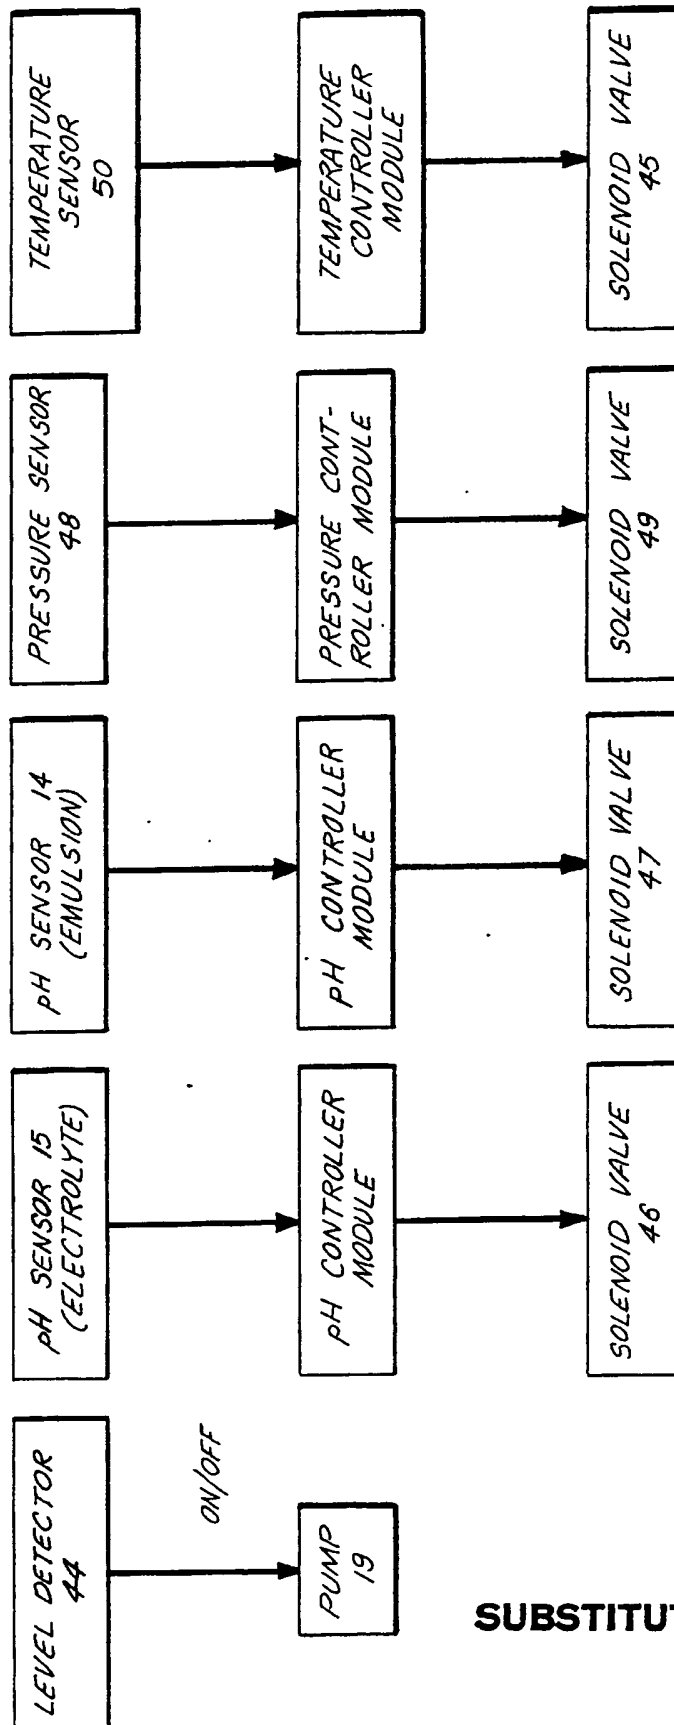 LEVEL DETECTOR
44
ON/OFF
PUMP
19
pH SENSOR 15
(ELECTROLYTE)
pH CONTROLLER
MODULE
SOLENOID VALVE
46
pH SENSOR 14
(EMULSION)
pH CONTROLLER
MODULE
SOLENOID VALVE
47
PRESSURE SENSOR
48
PRESSURE CONT-
ROLLER MODULE
SOLENOID VALVE
49
TEMPERATURE
SENSOR
50
TEMPERATURE
CONTROLLER
MODULE
SOLENOID VALVE
45
SUBSTITUT